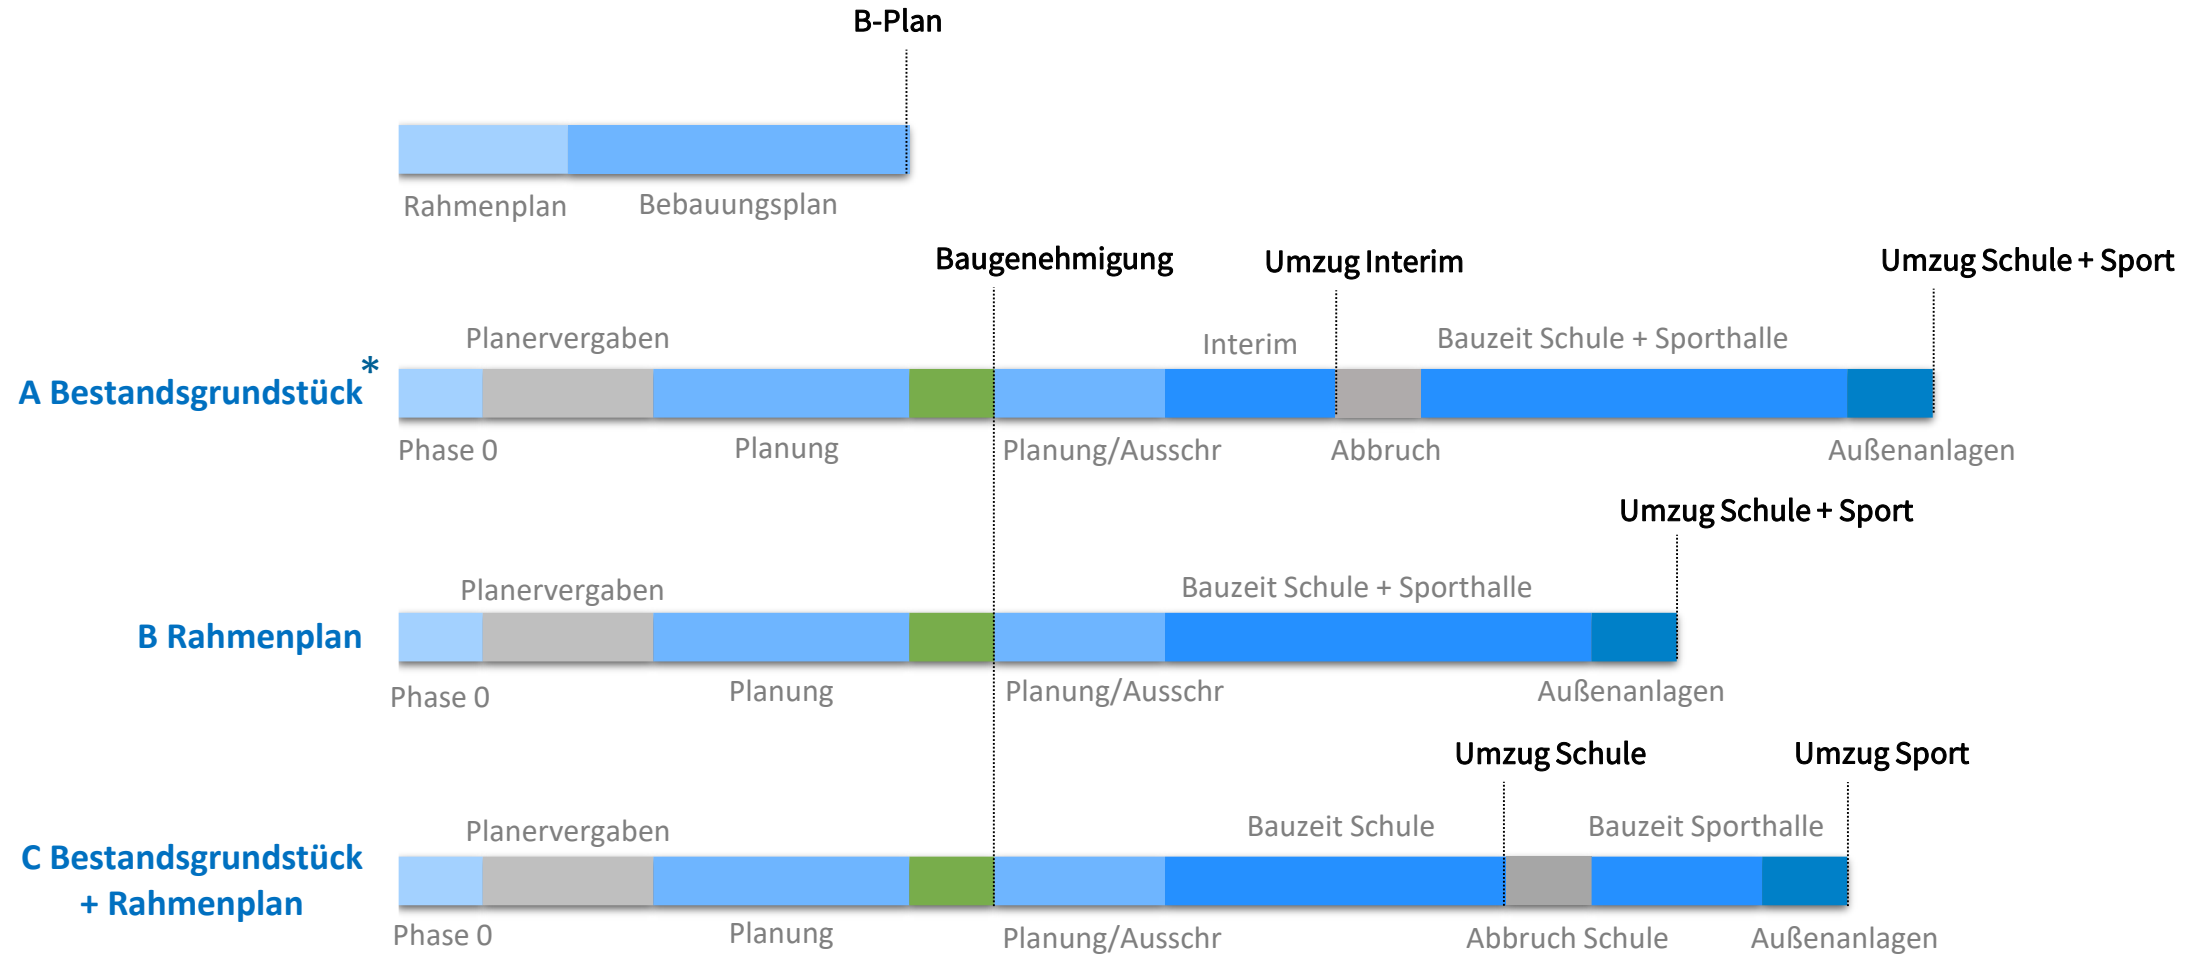 B-Plan
Rahmenplan
Bebauungsplan
Baugenehmigung
Umzug Interim
Umzug Schule + Sport
Planervergaben
Interim
Bauzeit Schule + Sporthalle
A Bestandsgrundstück*
Phase 0
Planung
Planung/Ausschr
Abbruch
Außenanlagen
Umzug Schule + Sport
Planervergaben
Bauzeit Schule + Sporthalle
B Rahmenplan
Phase 0
Planung
Planung/Ausschr
Außenanlagen
Umzug Schule
Umzug Sport
Planervergaben
Bauzeit Schule
Bauzeit Sporthalle
C Bestandsgrundstück
+ Rahmenplan
Phase 0
Planung
Planung/Ausschr
Abbruch Schule
Außenanlagen